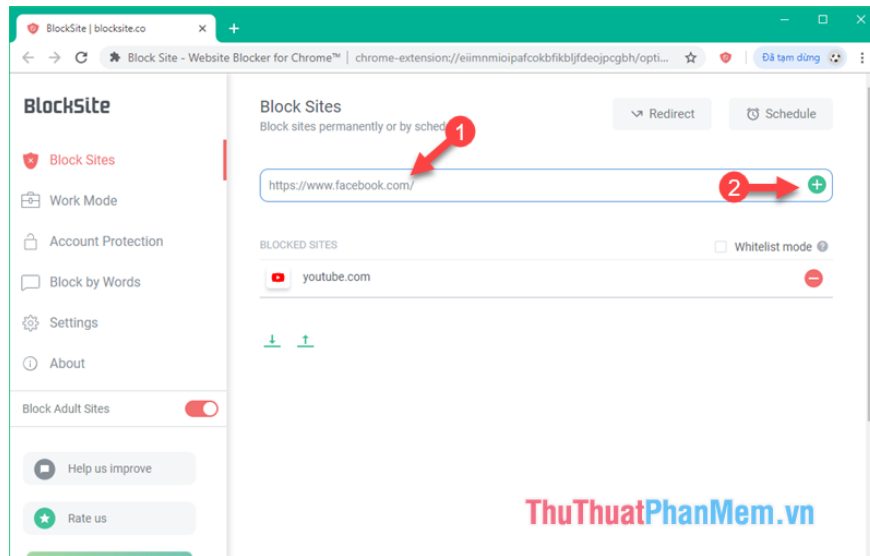 BlockSite | blocksite.co
Block Site - Website Blocker for Chrome™ | chrome-extension://eiimnmioipafcokbfikbljfdeojpcgbh/opti...
Đã tạm dừng
BlockSite
Block Sites
Work Mode
Account Protection
Block by Words
Settings
About
Block Adult Sites
Help us improve
Rate us
Block Sites
Block sites permanently or by sched
Redirect
Schedule
1
https://www.facebook.com/
2
BLOCKED SITES
Whitelist mode
?
youtube.com
ThuThuatPhanMem.vn